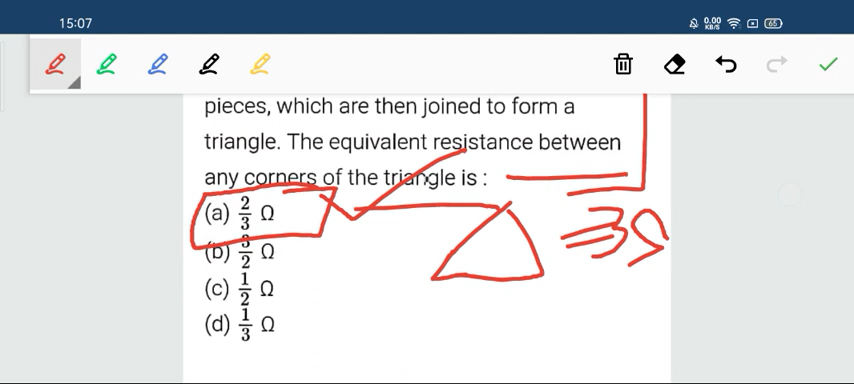 15:07
0.00
KB/S
65
pieces, which are then joined to form a
triangle. The equivalent resistance between
any corners of the triangle is :
(a) 2/3 Ω
(b) 3/2 Ω
(c) 1/2 Ω
(d) 1/3 Ω